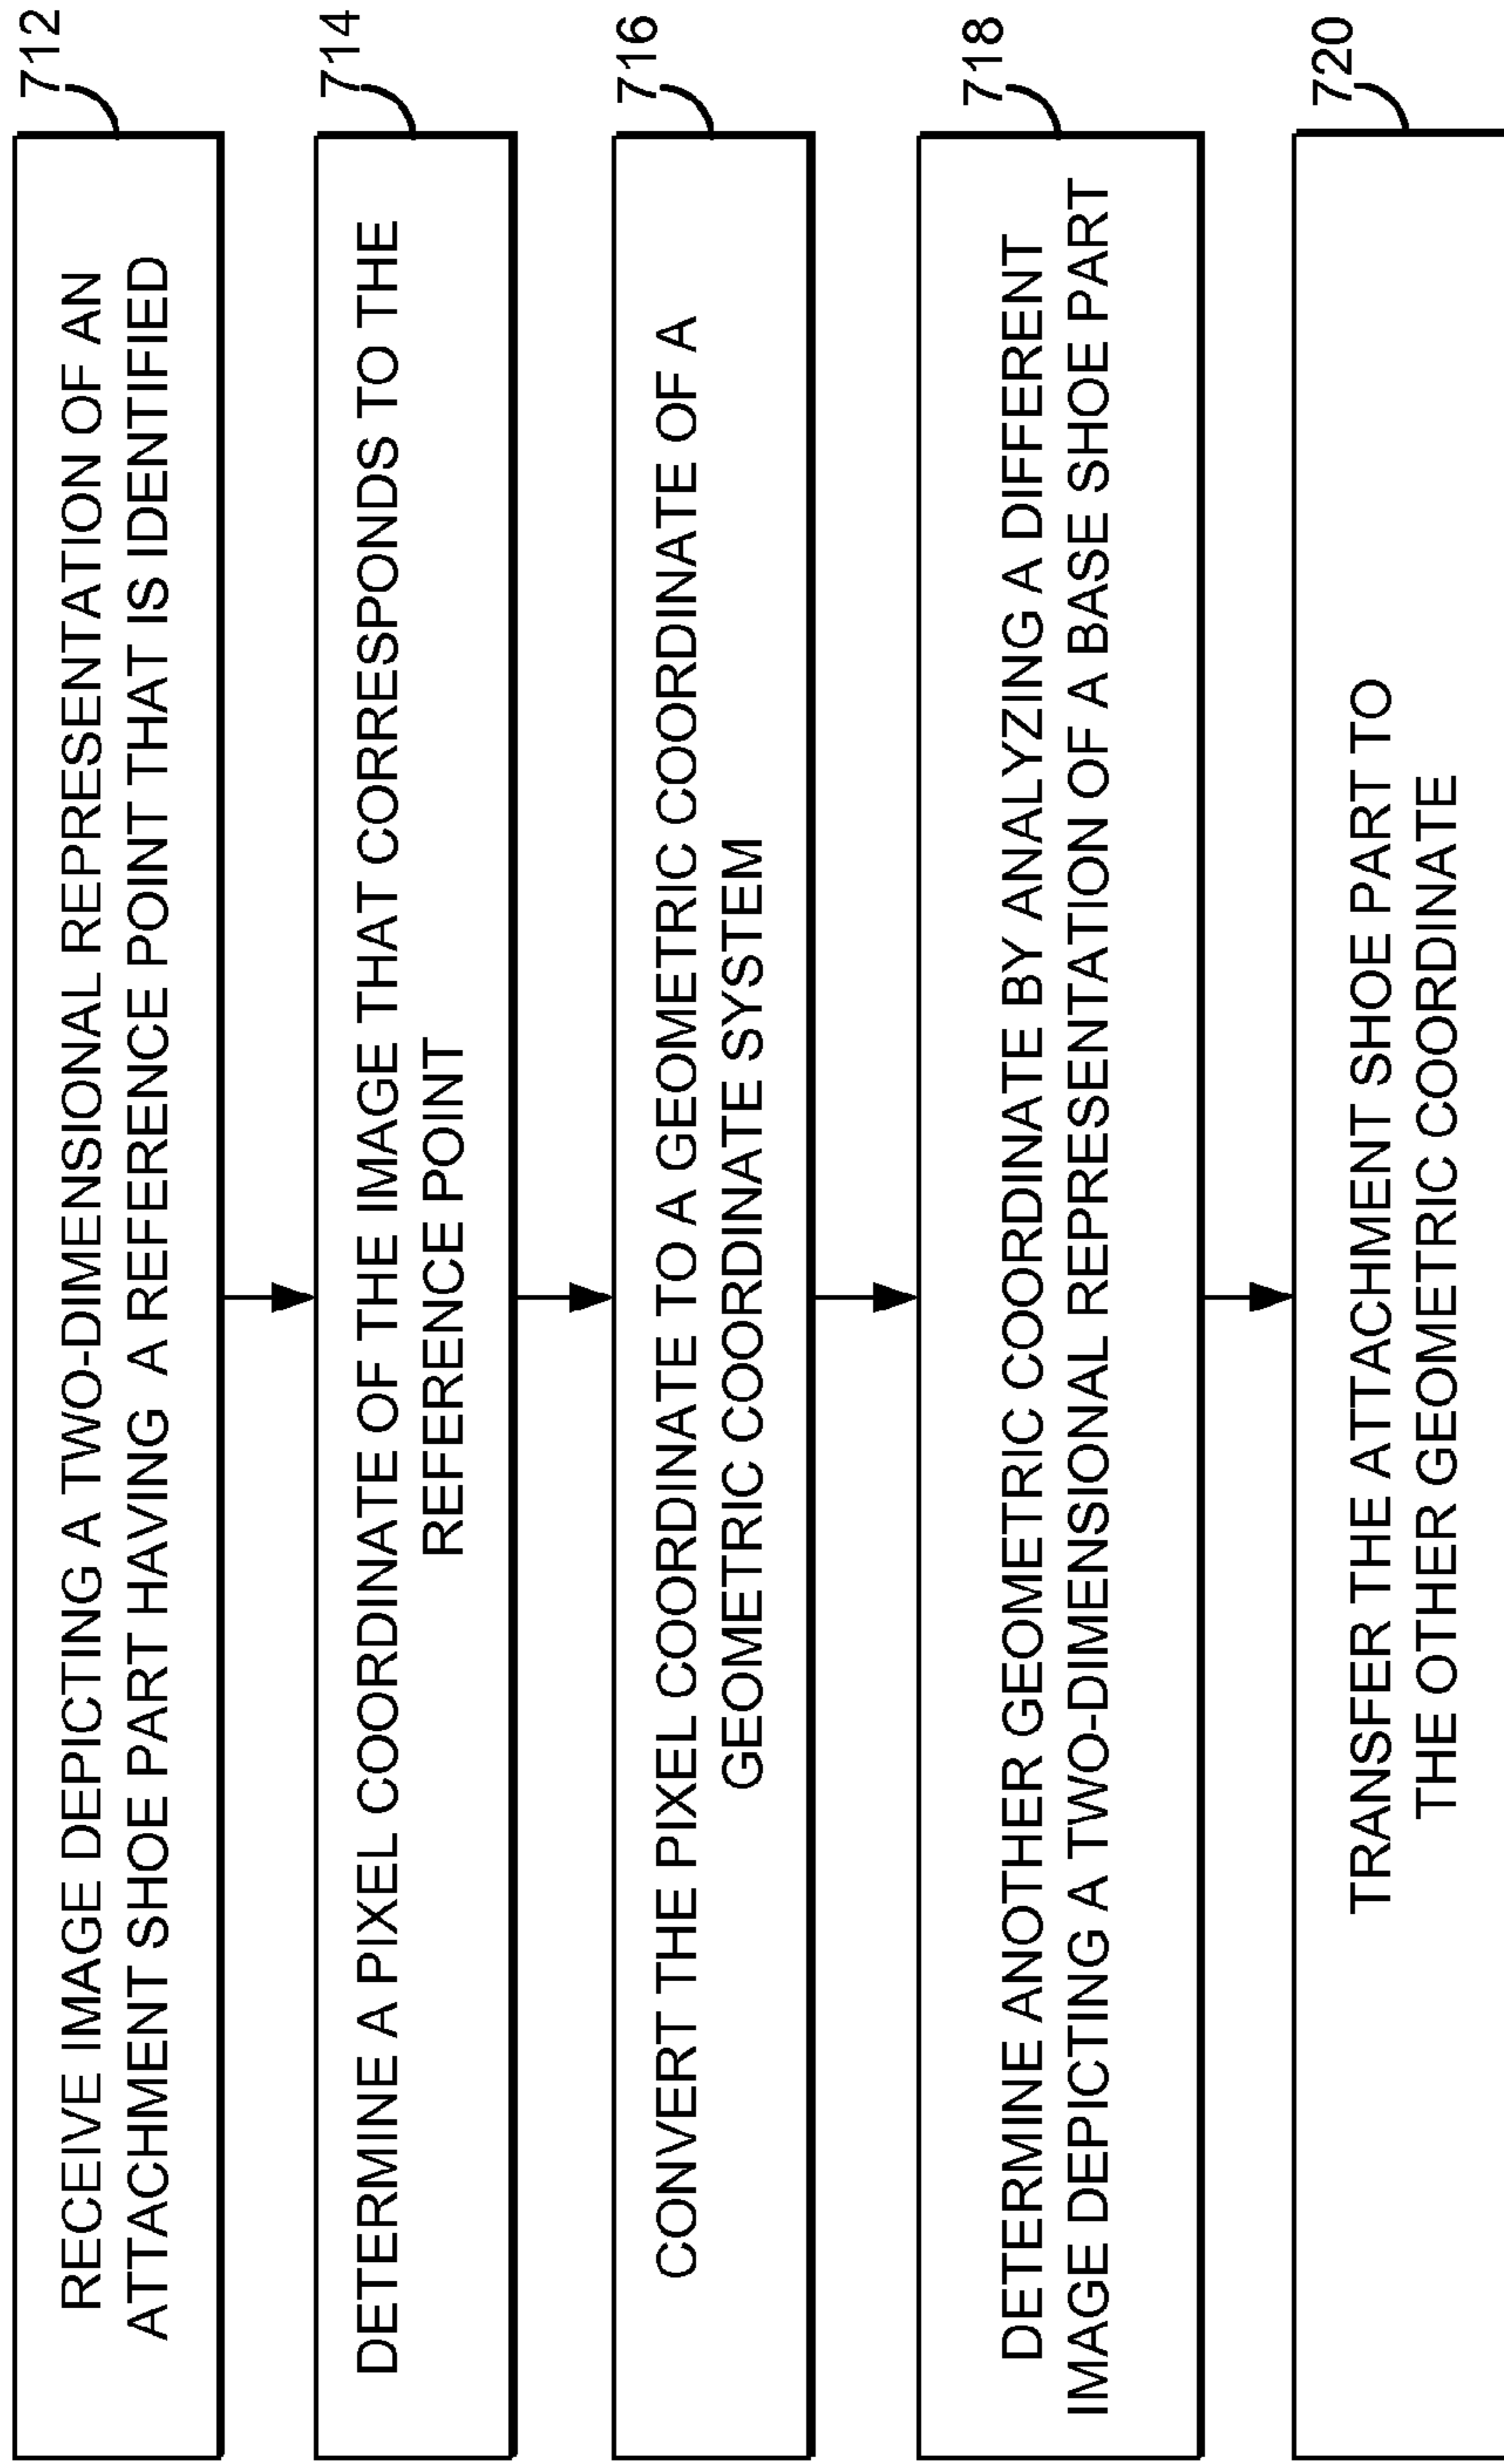 712
RECEIVE IMAGE DEPICTING A TWO-DIMENSIONAL REPRESENTATION OF AN
ATTACHMENT SHOE PART HAVING A REFERENCE POINT THAT IS IDENTIFIED
714
DETERMINE A PIXEL COORDINATE OF THE IMAGE THAT CORRESPONDS TO THE
REFERENCE POINT
716
CONVERT THE PIXEL COORDINATE TO A GEOMETRIC COORDINATE OF A
GEOMETRIC COORDINATE SYSTEM
718
DETERMINE ANOTHER GEOMETRIC COORDINATE BY ANALYZING A DIFFERENT
IMAGE DEPICTING A TWO-DIMENSIONAL REPRESENTATION OF A BASE SHOE PART
720
TRANSFER THE ATTACHMENT SHOE PART TO
THE OTHER GEOMETRIC COORDINATE